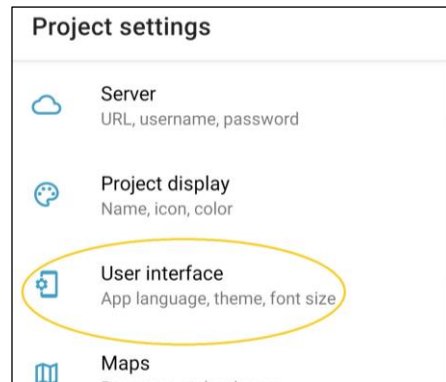 Project settings
Server
URL, username, password
Project display
Name, icon, color
User interface
App language, theme, font size
Maps